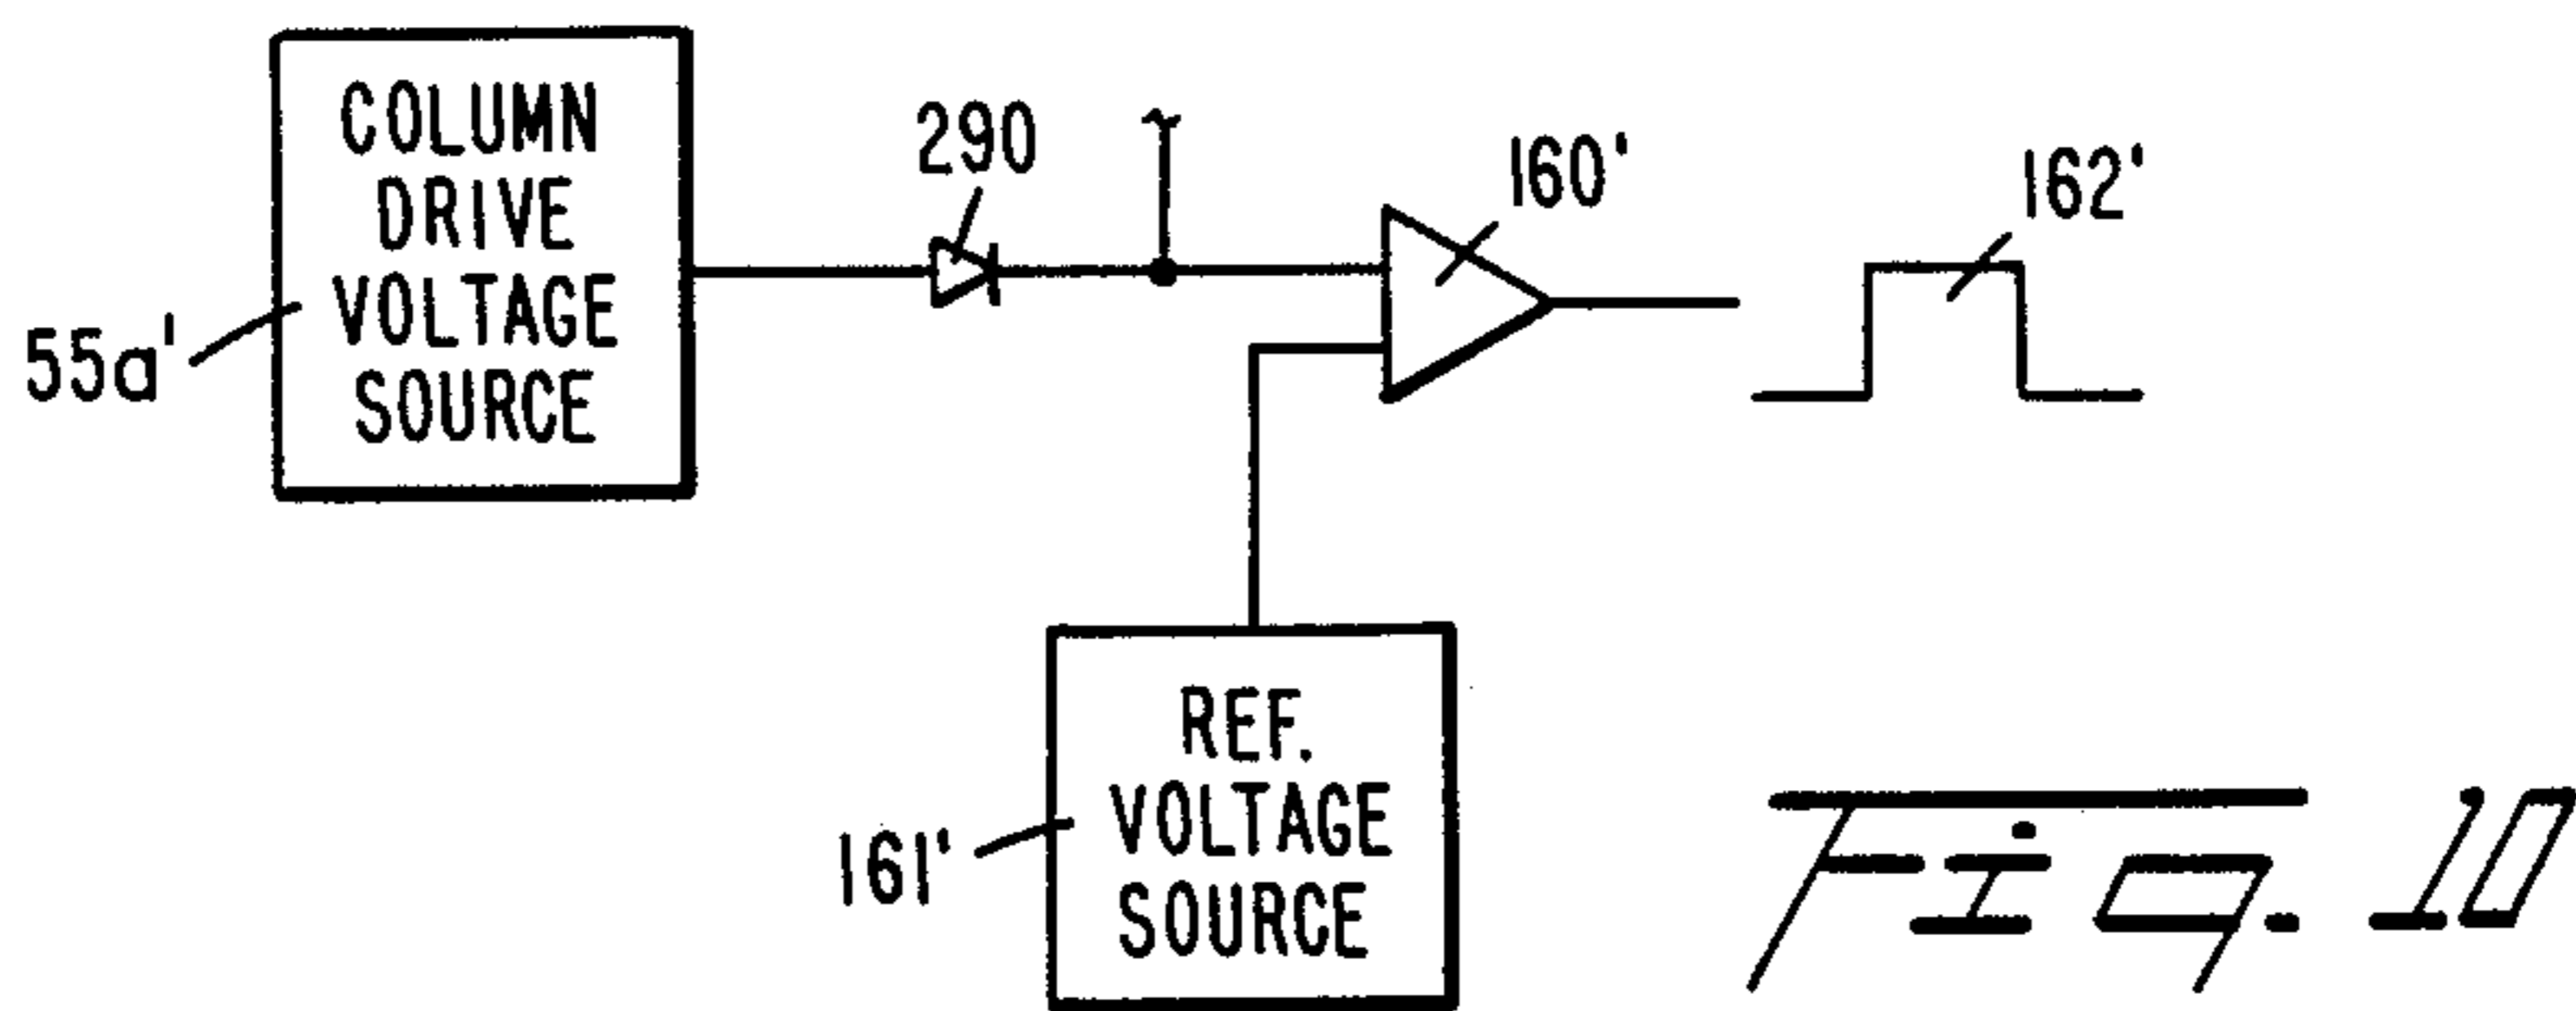 COLUMN
DRIVE
VOLTAGE
SOURCE
55a'
290
160'
162'
REF.
VOLTAGE
SOURCE
161'
Fig. 10